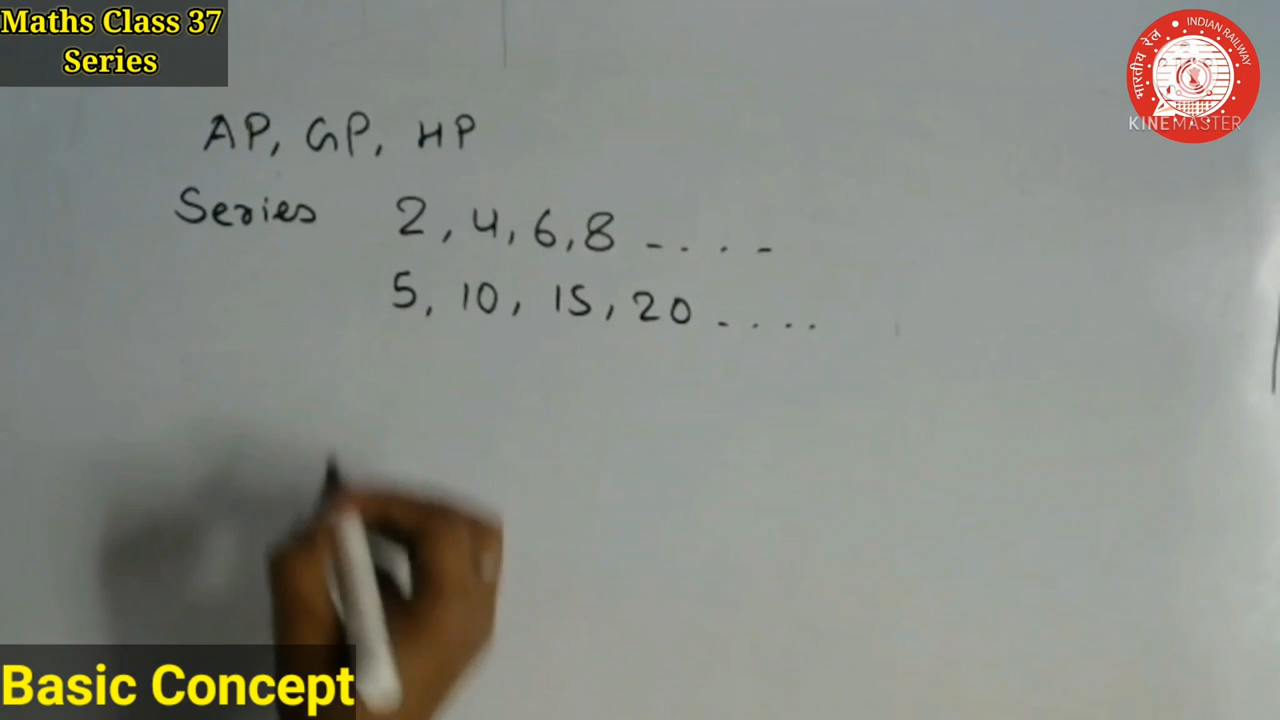 Maths Class 37
Series
भारतीय रेल
INDIAN RAILWAY
KINEMASTER
AP, GP, HP
Series 2, 4, 6, 8 - . . . -
5, 10, 15, 20 . . . .
Basic Concept